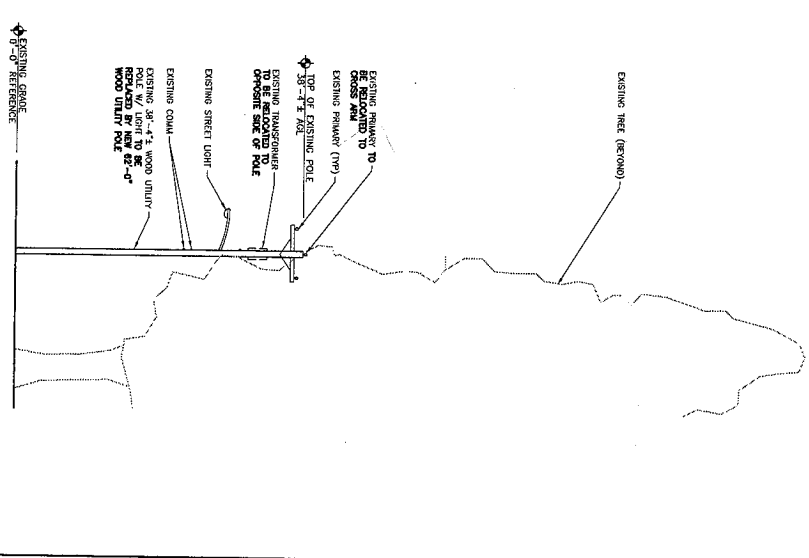 EXISTING TREE (BEYOND)
EXISTING PRIMARY TO
BE RELOCATED TO
CROSS ARM
EXISTING PRIMARY (TYP)
TOP OF EXISTING POLE
38'-4"± AGL
EXISTING TRANSFORMER
TO BE RELOCATED TO
OPPOSITE SIDE OF POLE
EXISTING STREET LIGHT
EXISTING COMM
EXISTING 38'-4"± WOOD UTILITY
POLE W/ LIGHT TO BE
REPLACED BY NEW 62'-0"
WOOD UTILITY POLE
EXISTING GRADE
0'-0" REFERENCE